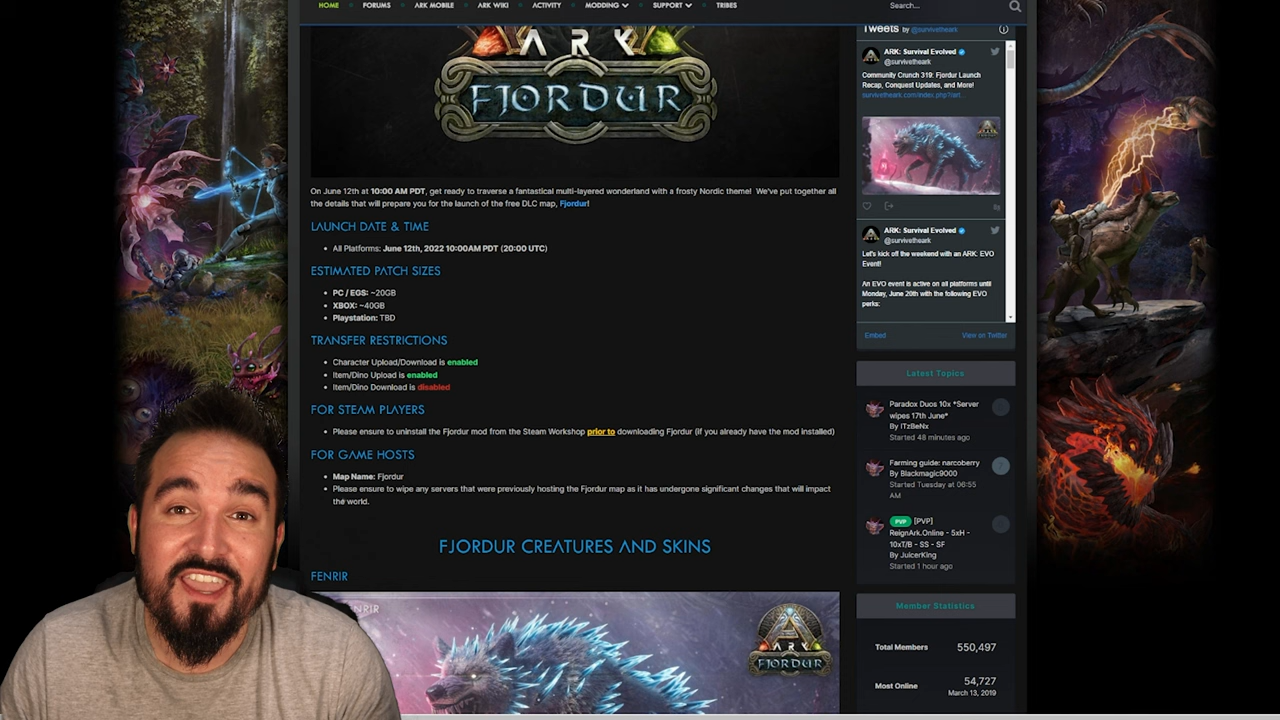 HOME FORUMS ARK MOBILE ARK WIKI ACTIVITY MODDING SUPPORT TRIBES Search...
ARK
FJORDUR
On June 12th at 10:00 AM PDT, get ready to traverse a fantastical multi-layered wonderland with a frosty Nordic theme! We've put together all
the details that will prepare you for the launch of the free DLC map, Fjordur!
LAUNCH DATE & TIME
All Platforms: June 12th, 2022 10:00AM PDT (20:00 UTC)
ESTIMATED PATCH SIZES
PC / EGS: ~20GB
XBOX: ~40GB
Playstation: TBD
TRANSFER RESTRICTIONS
Character Upload/Download is enabled
Item/Dino Upload is enabled
Item/Dino Download is disabled
FOR STEAM PLAYERS
Please ensure to uninstall the Fjordur mod from the Steam Workshop prior to downloading Fjordur (if you already have the mod installed)
FOR GAME HOSTS
Map Name: Fjordur
Please ensure to wipe any servers that were previously hosting the Fjordur map as it has undergone significant changes that will impact
the world.
FJORDUR CREATURES AND SKINS
FENRIR
FENRIR
ARK
FJORDUR
Tweets by @survivetheark
ARK: Survival Evolved
@survivetheark
Community Crunch 319: Fjordur Launch
Recap, Conquest Updates, and More!
survivetheark.com/index.php?/art...
ARK: Survival Evolved
@survivetheark
Let's kick off the weekend with an ARK: EVO
Event!
An EVO event is active on all platforms until
Monday, June 20th with the following EVO
perks:
Embed View on Twitter
Latest Topics
Paradox Duos 10x *Server
wipes 17th june*
By ITzBeNx
Started 48 minutes ago
Farming guide: narcoberry
By Blackmagic9000
Started Tuesday at 06:55
AM
PVP [PVP]
ReignArk.Online - 5xH -
10xT/B - SS - SF
By JuicerKing
Started 1 hour ago
Member Statistics
Total Members 550,497
Most Online 54,727
March 13, 2019